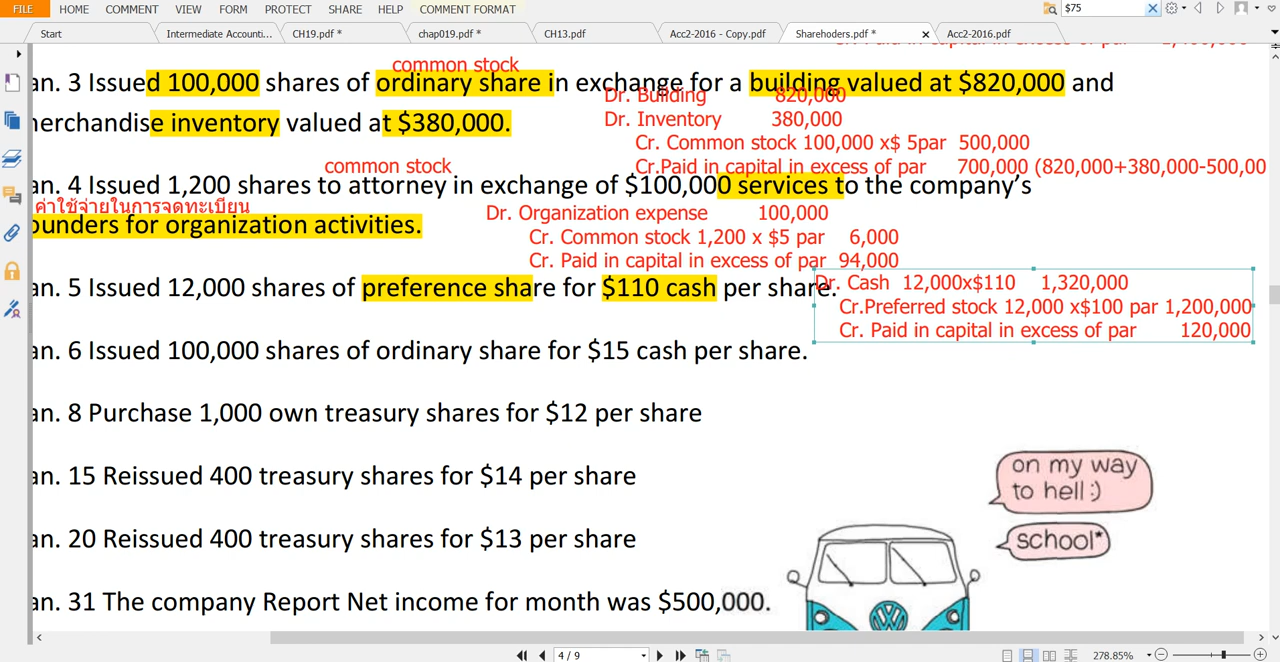 FILE HOME COMMENT VIEW FORM PROTECT SHARE HELP COMMENT FORMAT $75
Start Intermediate Accounti... CH19.pdf * chap019.pdf * CH13.pdf Acc2-2016 - Copy.pdf Shareholders.pdf * Acc2-2016.pdf
common stock
an. 3 Issued 100,000 shares of ordinary share in exchange for a building valued at $820,000 and
Dr. Building 820,000
merchandise inventory valued at $380,000.
Dr. Inventory 380,000
Cr. Common stock 100,000 x$ 5par 500,000
common stock
Cr.Paid in capital in excess of par 700,000 (820,000+380,000-500,00
an. 4 Issued 1,200 shares to attorney in exchange of $100,000 services to the company's
ค่าใช้จ่ายในการจดทะเบียน
ounders for organization activities.
Dr. Organization expense 100,000
Cr. Common stock 1,200 x $5 par 6,000
Cr. Paid in capital in excess of par 94,000
an. 5 Issued 12,000 shares of preference share for $110 cash per share.
Dr. Cash 12,000x$110 1,320,000
Cr.Preferred stock 12,000 x$100 par 1,200,000
Cr. Paid in capital in excess of par 120,000
an. 6 Issued 100,000 shares of ordinary share for $15 cash per share.
an. 8 Purchase 1,000 own treasury shares for $12 per share
an. 15 Reissued 400 treasury shares for $14 per share
on my way
to hell :)
an. 20 Reissued 400 treasury shares for $13 per share
school*
an. 31 The company Report Net income for month was $500,000.
4 / 9 278.85%